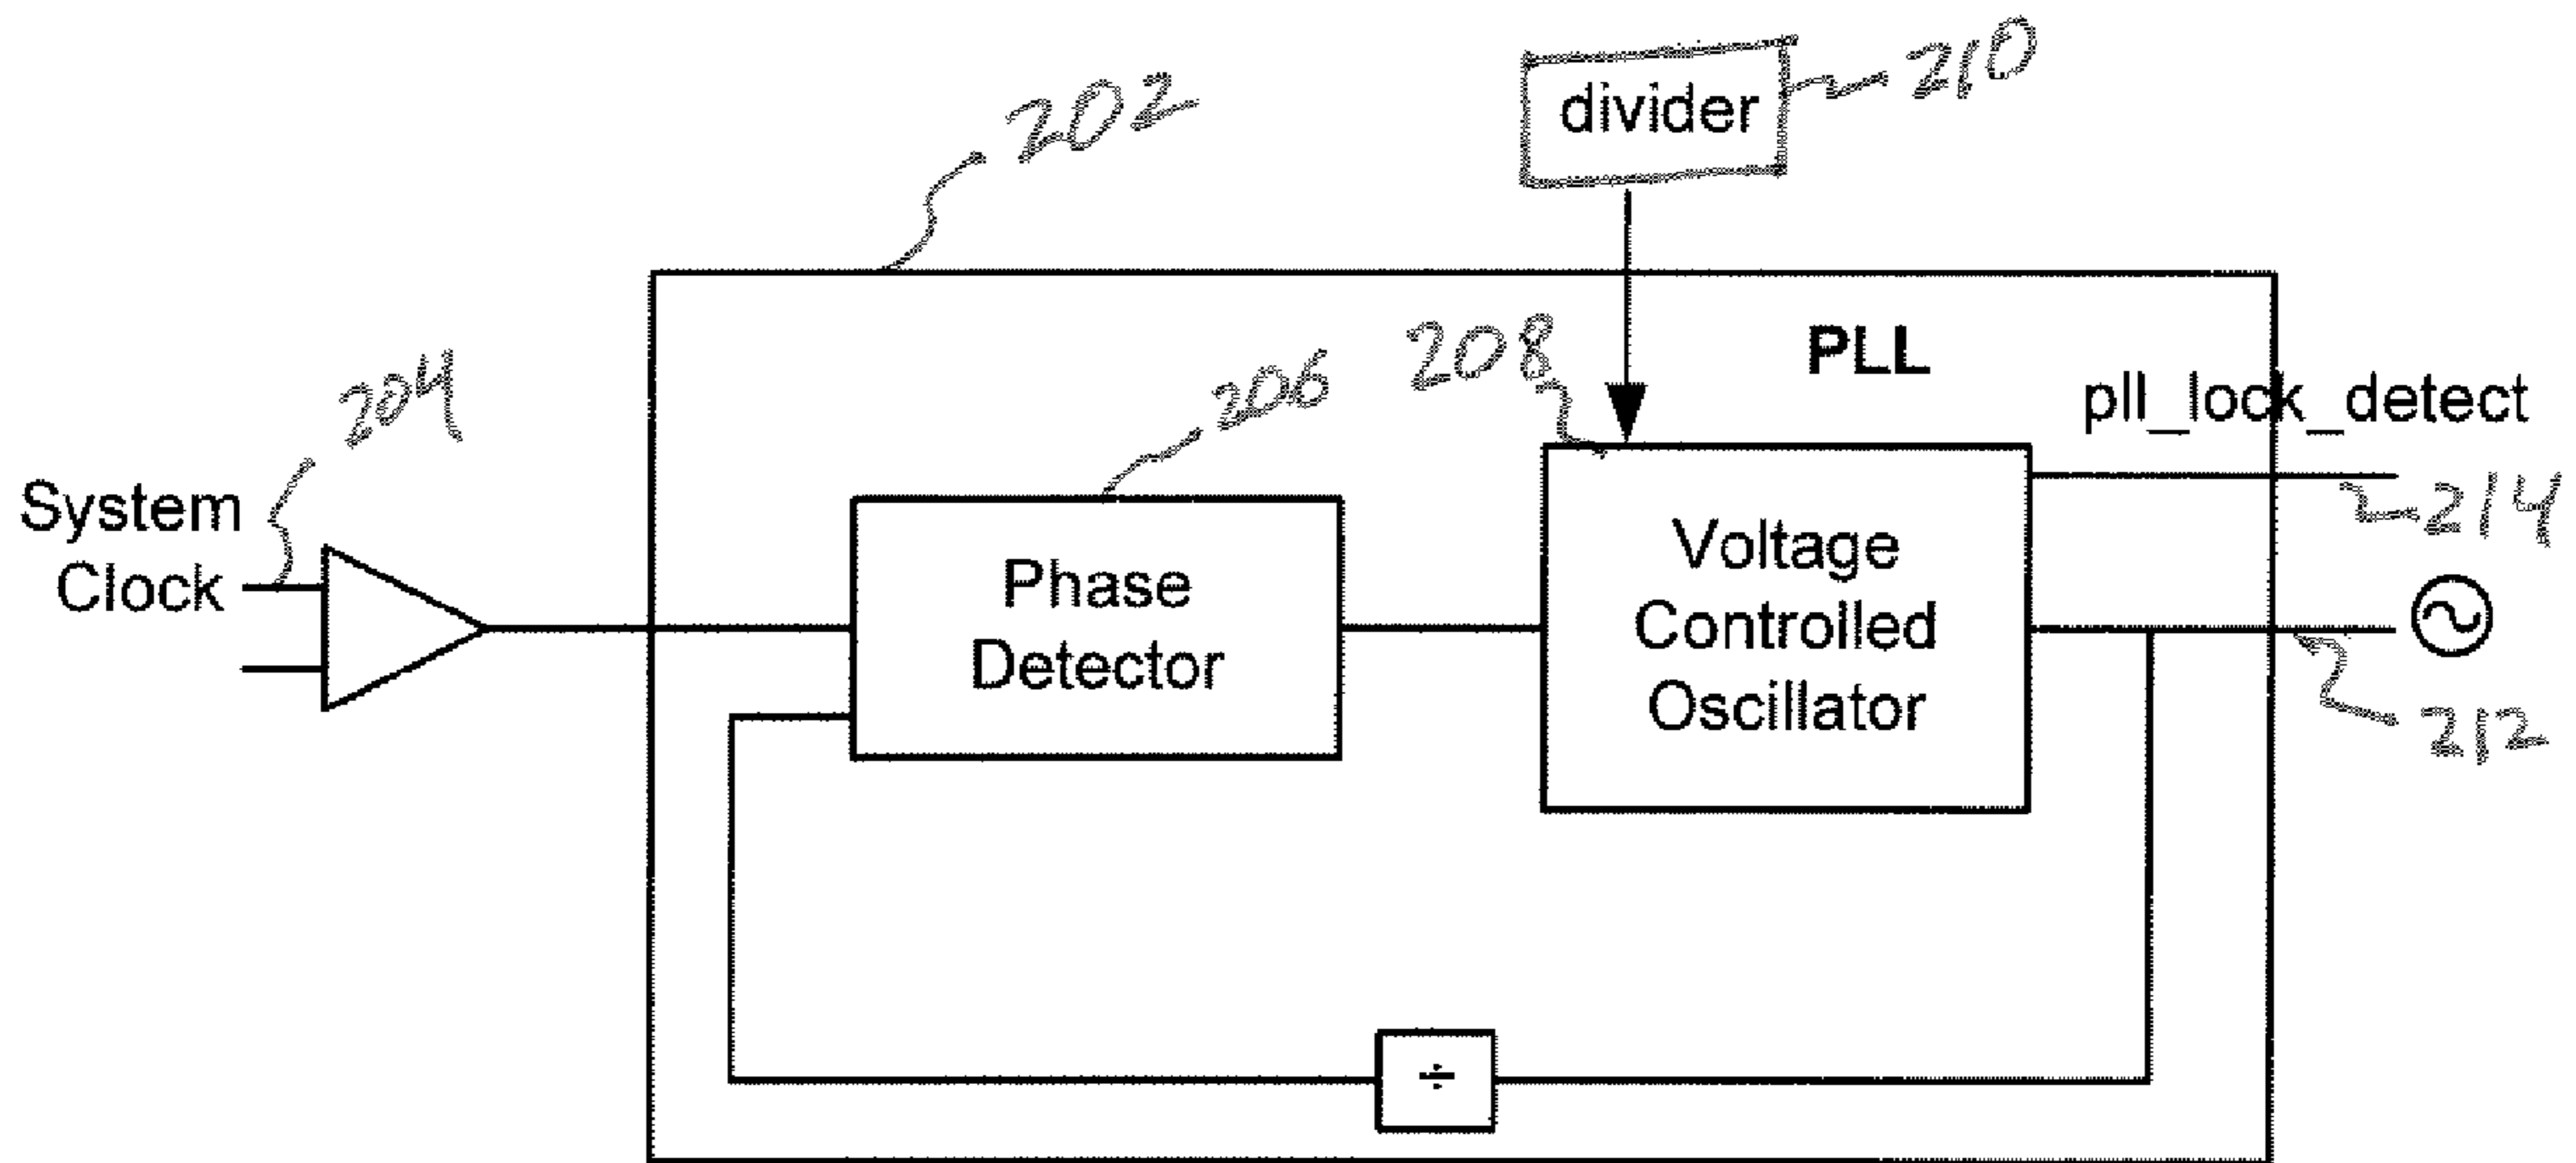 divider
210
202
PLL
208
206
204
pll_lock_detect
214
System
Clock
Phase
Detector
Voltage
Controlled
Oscillator
212
÷